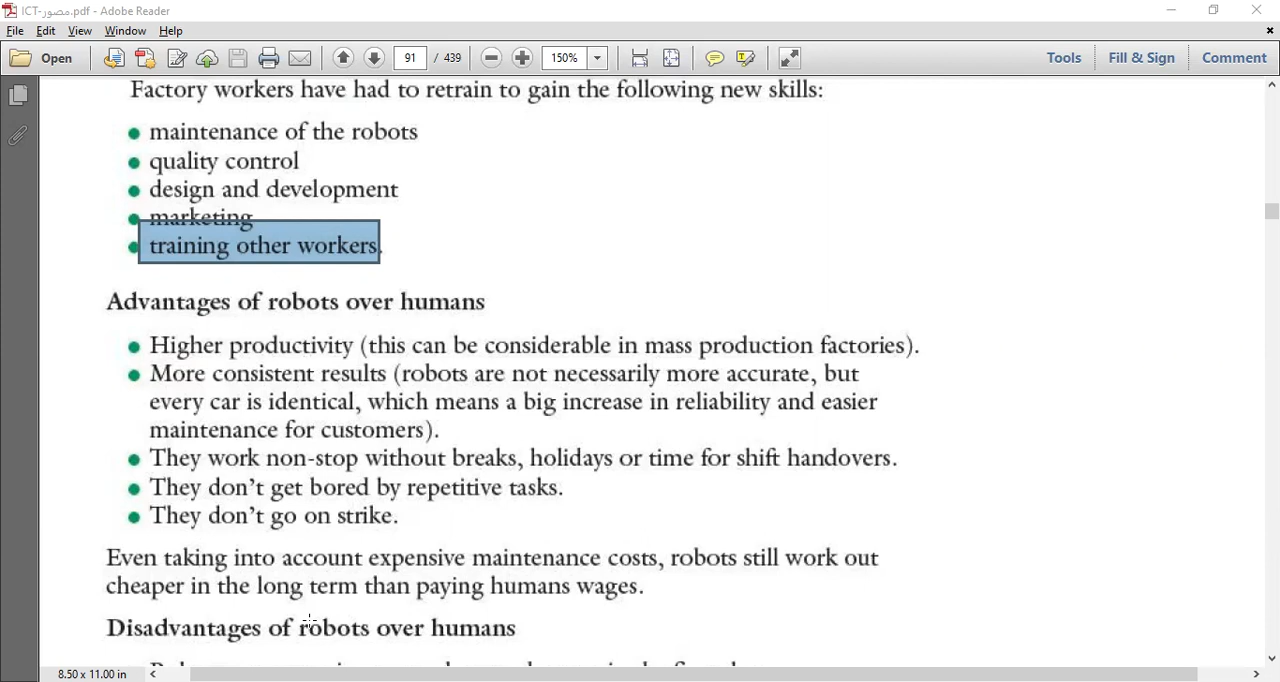 ICT-مصور.pdf - Adobe Reader
File Edit View Window Help
Open 91 / 439 150% Tools Fill & Sign Comment
Factory workers have had to retrain to gain the following new skills:
maintenance of the robots
quality control
design and development
marketing
training other workers.
Advantages of robots over humans
Higher productivity (this can be considerable in mass production factories).
More consistent results (robots are not necessarily more accurate, but
every car is identical, which means a big increase in reliability and easier
maintenance for customers).
They work non-stop without breaks, holidays or time for shift handovers.
They don't get bored by repetitive tasks.
They don't go on strike.
Even taking into account expensive maintenance costs, robots still work out
cheaper in the long term than paying humans wages.
Disadvantages of robots over humans
8.50 x 11.00 in